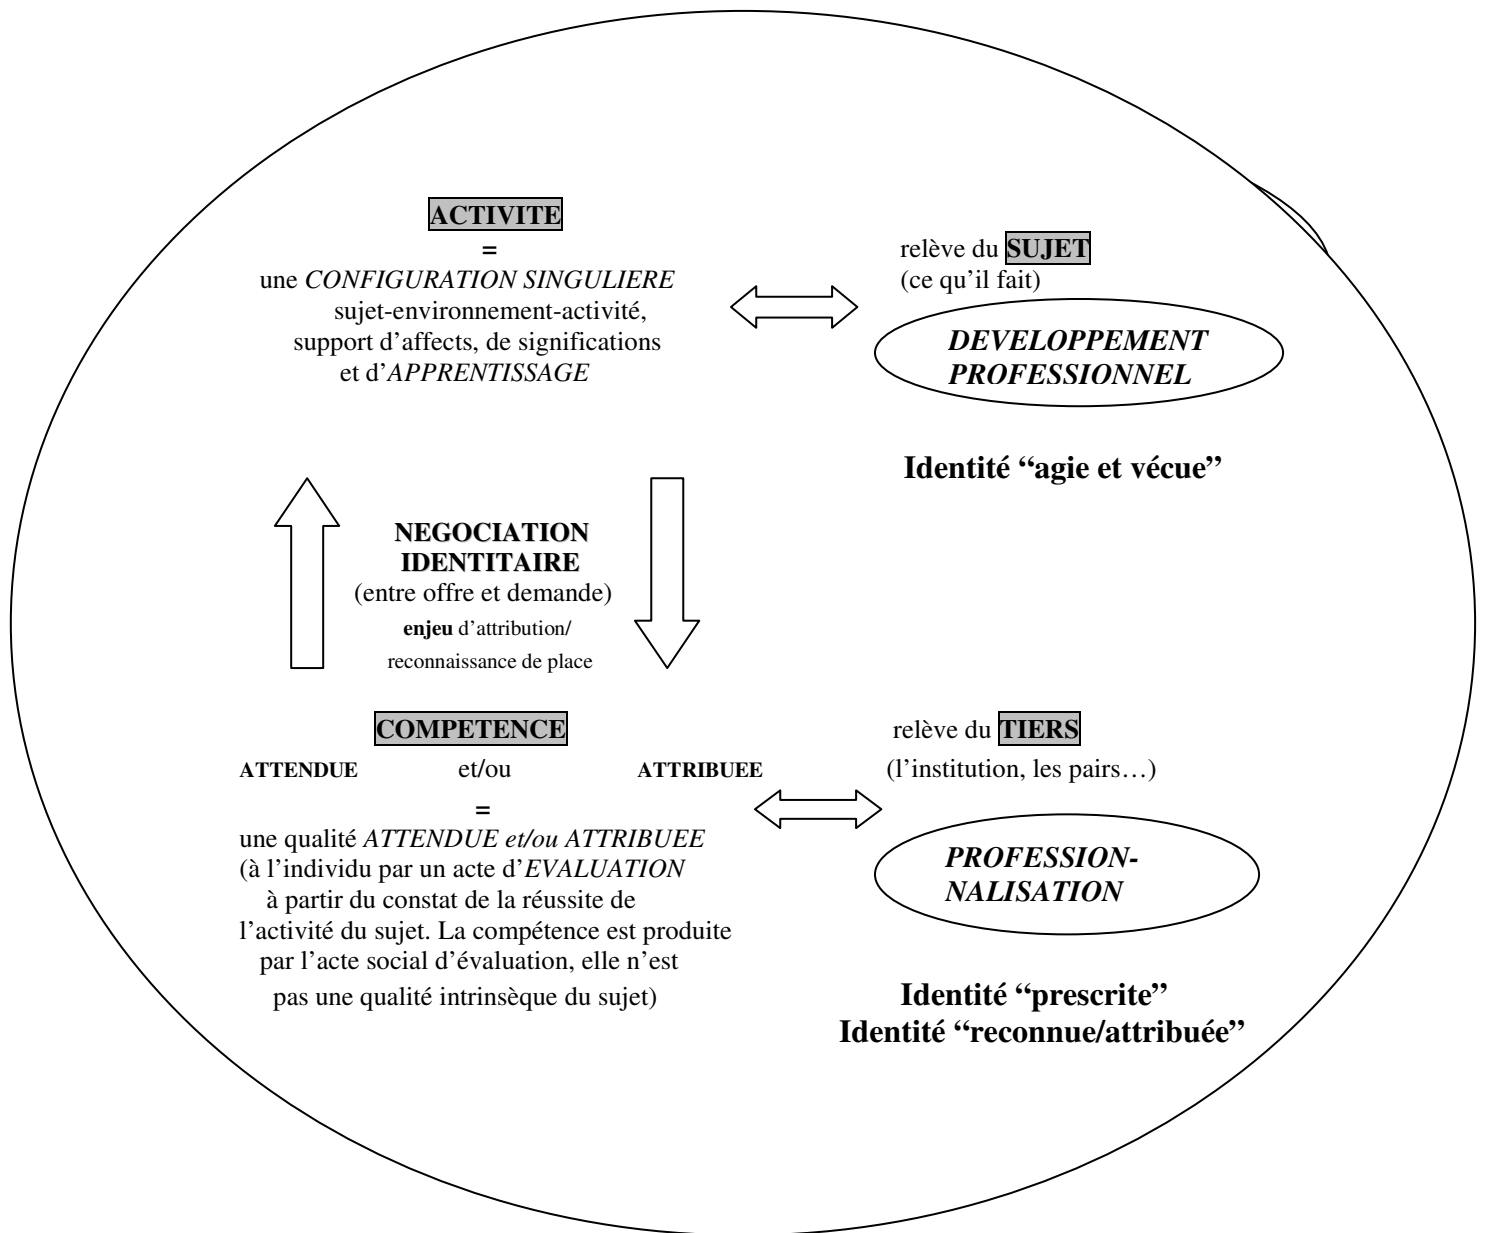 ACTIVITE
=
une CONFIGURATION SINGULIERE
sujet-environnement-activité,
support d’affects, de significations
et d’APPRENTISSAGE
relève du SUJET
(ce qu’il fait)
DEVELOPPEMENT
PROFESSIONNEL
Identité “agie et vécue”
NEGOCIATION
IDENTITAIRE
(entre offre et demande)
enjeu d’attribution/
reconnaissance de place
COMPETENCE
ATTENDUE et/ou ATTRIBUEE
=
une qualité ATTENDUE et/ou ATTRIBUEE
(à l’individu par un acte d’EVALUATION
à partir du constat de la réussite de
l’activité du sujet. La compétence est produite
par l’acte social d’évaluation, elle n’est
pas une qualité intrinsèque du sujet)
relève du TIERS
(l’institution, les pairs…)
PROFESSION-
NALISATION
Identité “prescrite”
Identité “reconnue/attribuée”